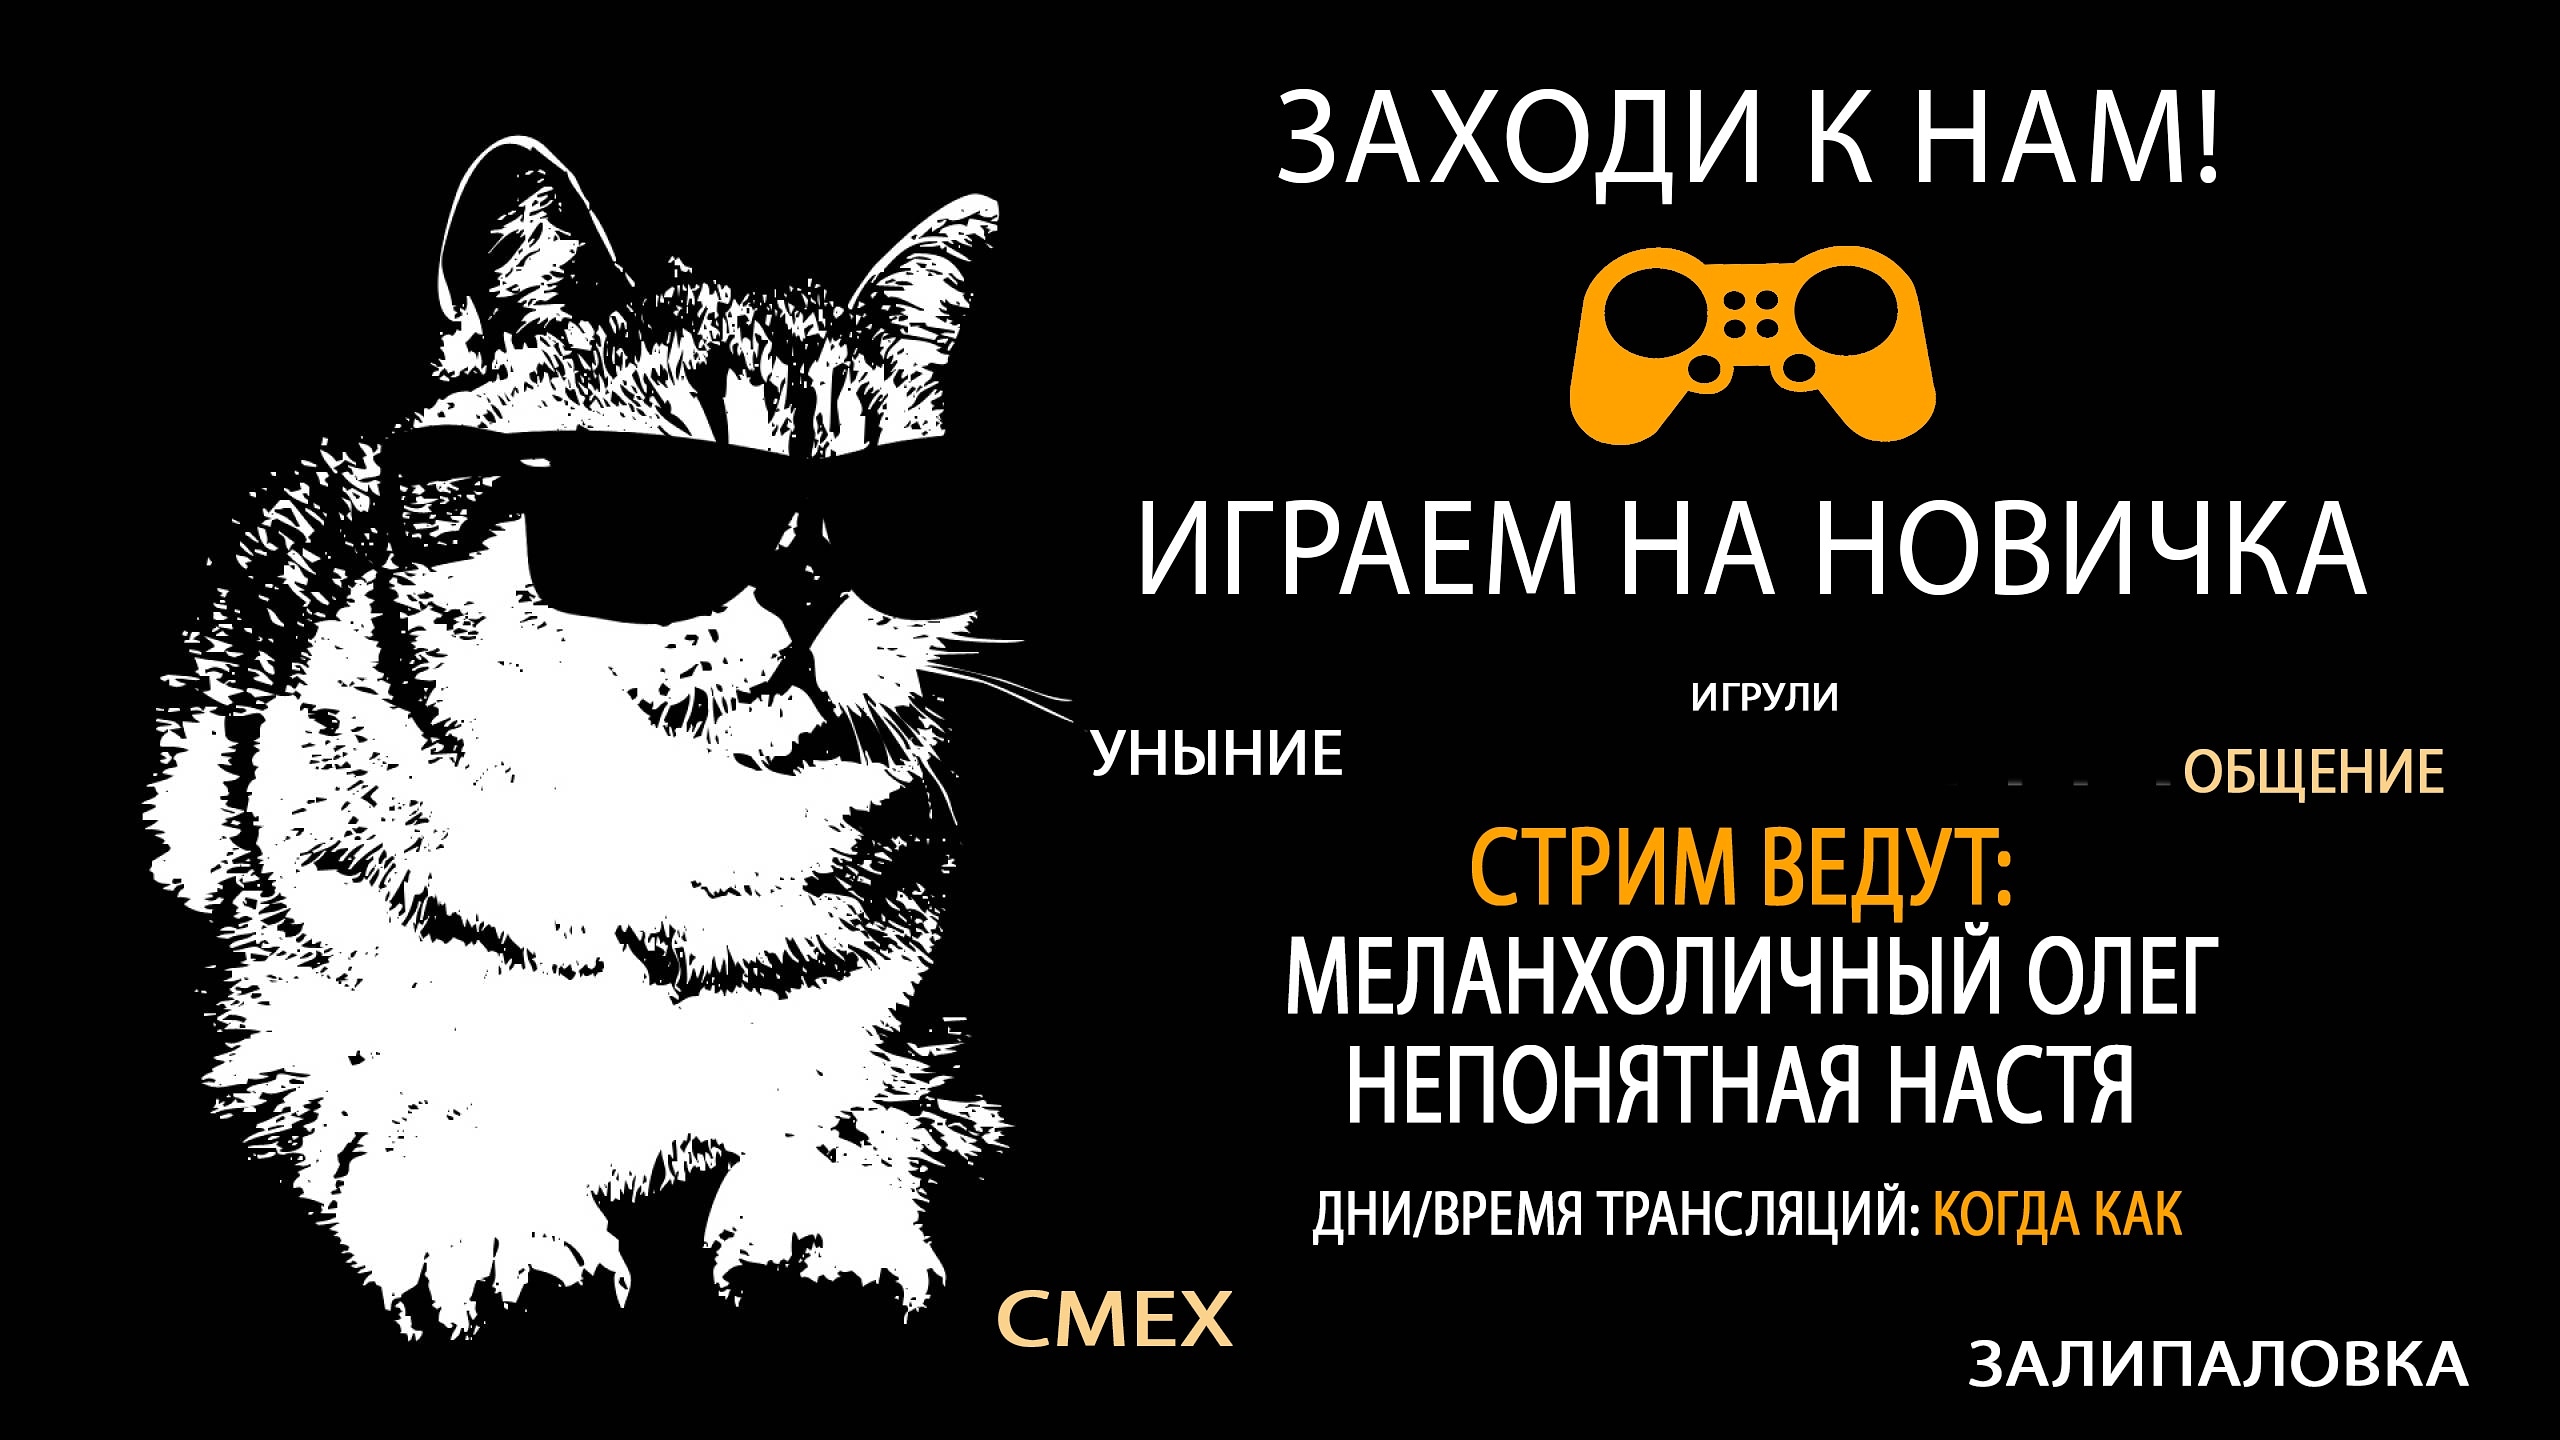 ЗАХОДИ К НАМ!
ИГРАЕМ НА НОВИЧКА
ИГРУЛИ
УНЫНИЕ
ОБЩЕНИЕ
СТРИМ ВЕДУТ:
МЕЛАНХОЛИЧНЫЙ ОЛЕГ
НЕПОНЯТНАЯ НАСТЯ
ДНИ/ВРЕМЯ ТРАНСЛЯЦИЙ: КОГДА КАК
СМЕХ
ЗАЛИПАЛОВКА